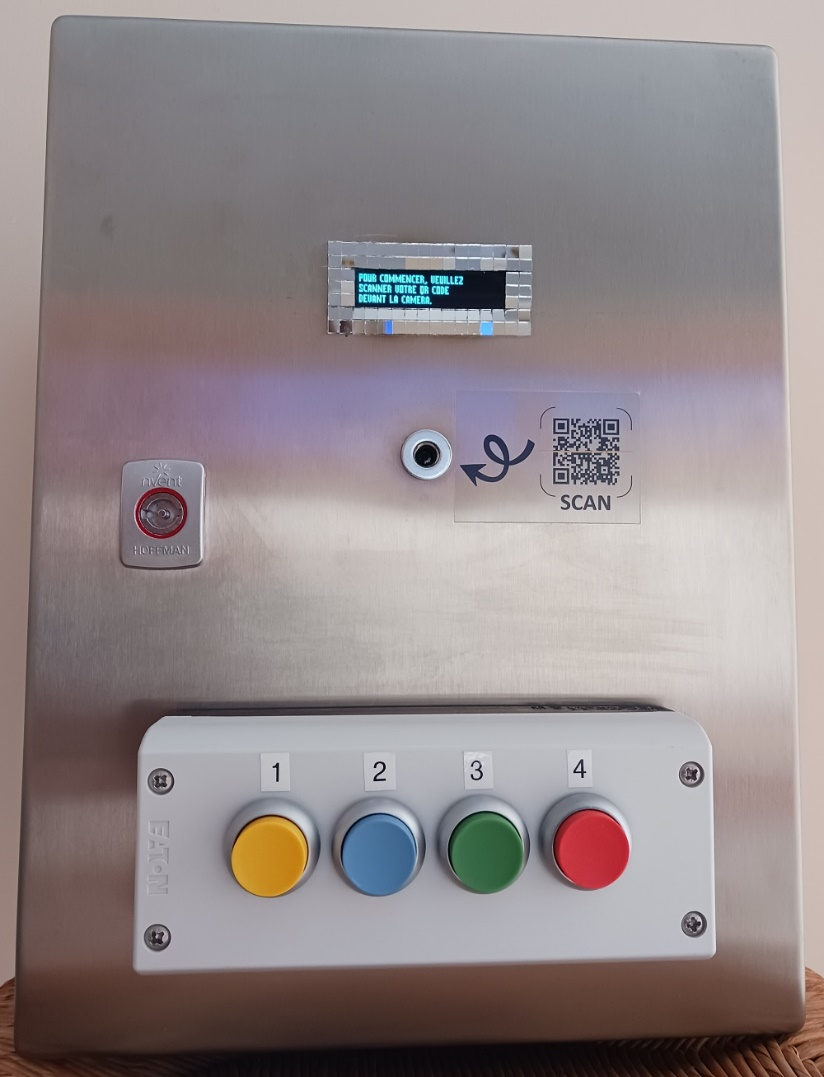 POUR COMMENCER, VEUILLEZ
SCANNER VOTRE QR CODE
DEVANT LA CAMERA.
SCAN
nvent
HOFFMAN
1
2
3
4
EATON